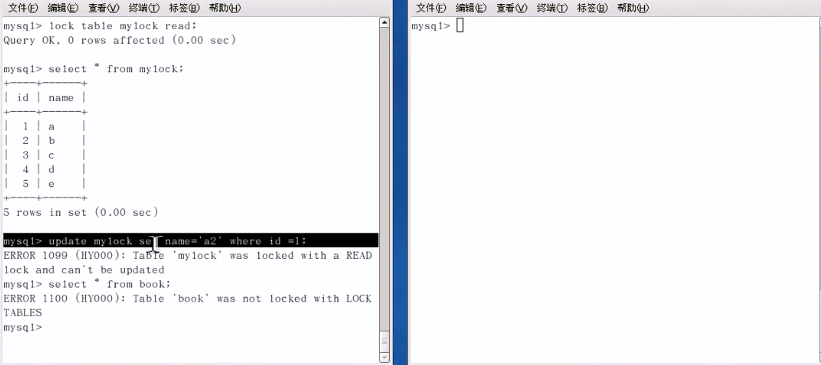 文件(F) 编辑(E) 查看(V) 终端(T) 标签(B) 帮助(H)
mysql> lock table mylock read;
Query OK, 0 rows affected (0.00 sec)
mysql> select * from mylock;
+----+------+
| id | name |
+----+------+
| 1 | a |
| 2 | b |
| 3 | c |
| 4 | d |
| 5 | e |
+----+------+
5 rows in set (0.00 sec)
mysql> update mylock set name='a2' where id =1;
ERROR 1099 (HY000): Table 'mylock' was locked with a READ
lock and can't be updated
mysql> select * from book;
ERROR 1100 (HY000): Table 'book' was not locked with LOCK
TABLES
mysql>
文件(F) 编辑(E) 查看(V) 终端(T) 标签(B) 帮助(H)
mysql>